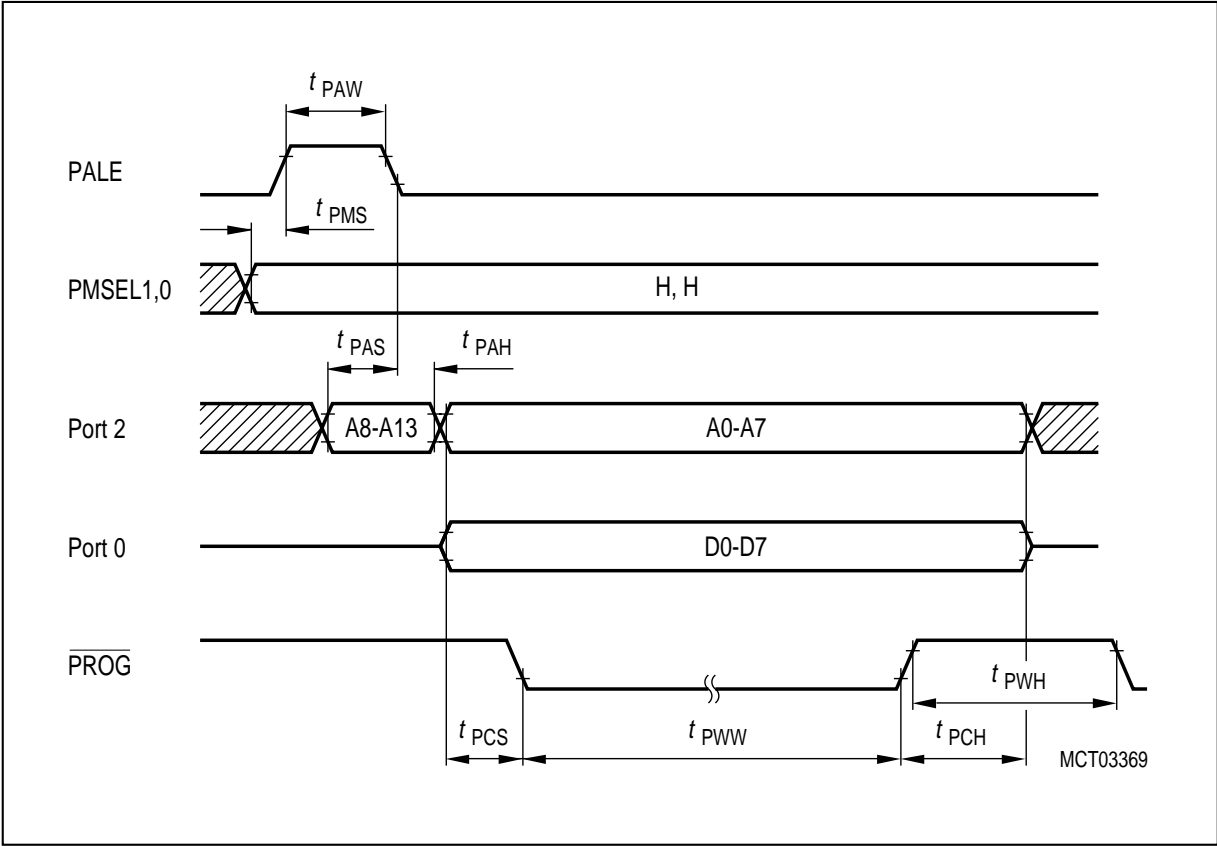 t PAW
PALE
t PMS
PMSEL1,0
H, H
t PAS
t PAH
Port 2
A8-A13
A0-A7
Port 0
D0-D7
PROG
t PWH
t PCS
t PWW
t PCH
MCT03369